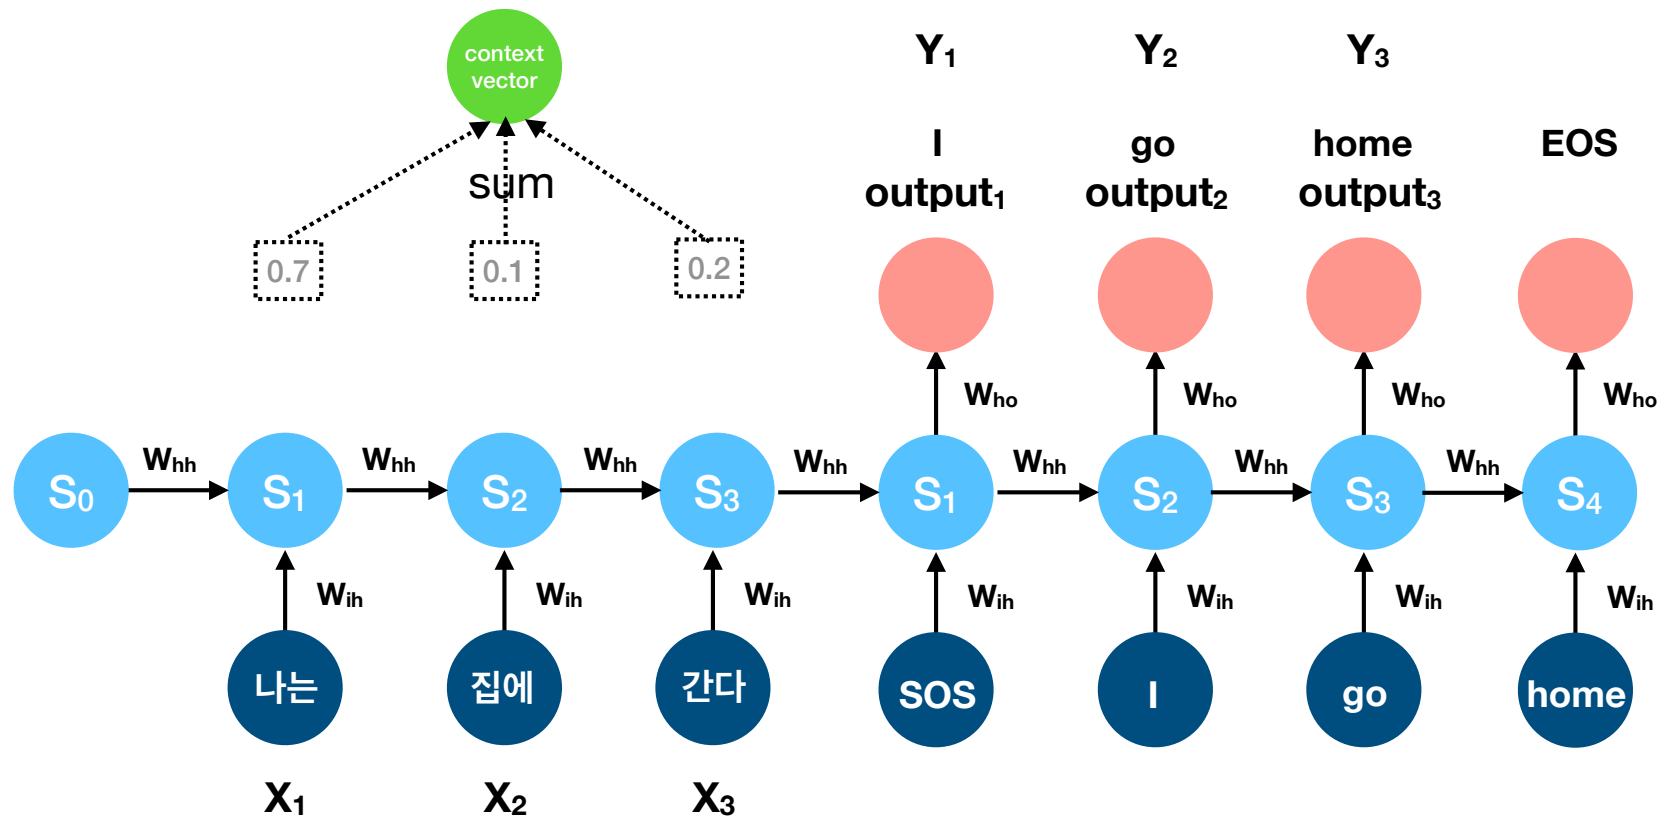 context
vector
Y₁
Y₂
Y₃
I
go
home
EOS
sum
output₁
output₂
output₃
0.7
0.1
0.2
Wₕₒ
Wₕₒ
Wₕₒ
Wₕₒ
Wₕₕ
Wₕₕ
Wₕₕ
Wₕₕ
Wₕₕ
Wₕₕ
Wₕₕ
S₀
S₁
S₂
S₃
S₁
S₂
S₃
S₄
Wᵢₕ
Wᵢₕ
Wᵢₕ
Wᵢₕ
Wᵢₕ
Wᵢₕ
Wᵢₕ
나는
집에
간다
SOS
I
go
home
X₁
X₂
X₃